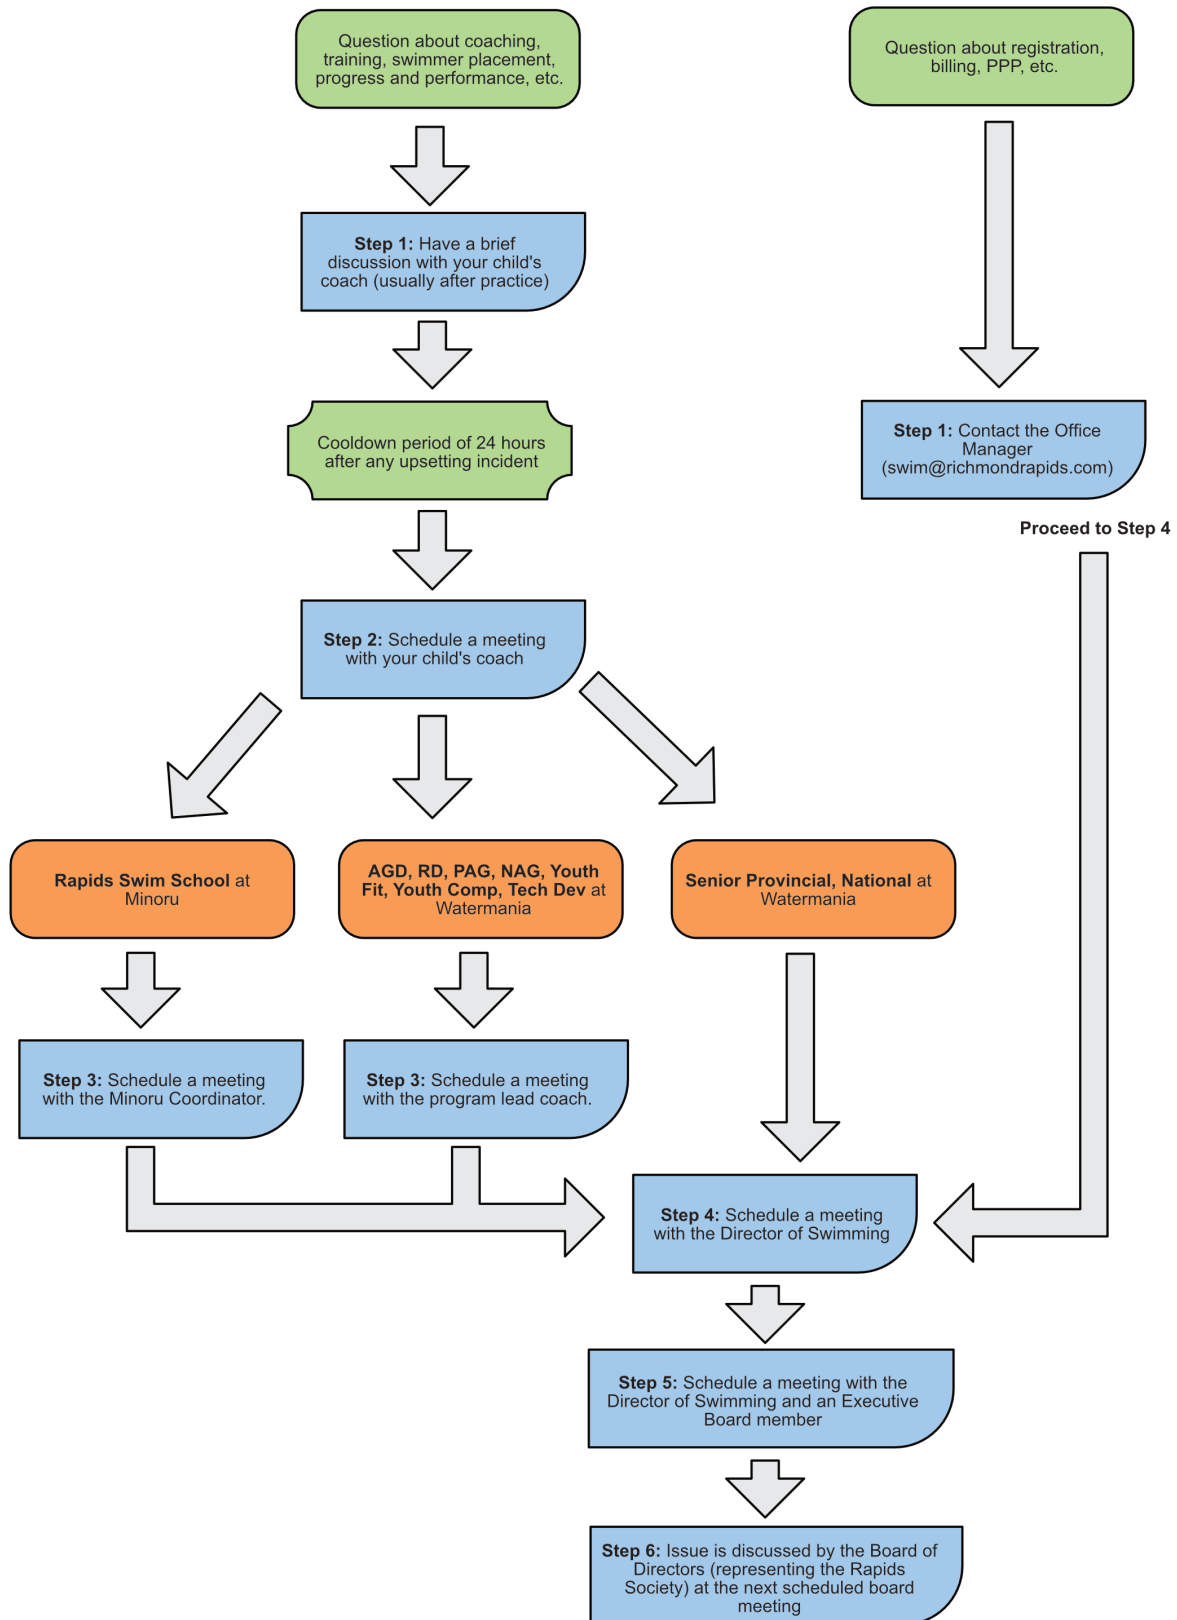 Question about coaching,
training, swimmer placement,
progress and performance, etc.
Question about registration,
billing, PPP, etc.
Step 1: Have a brief
discussion with your child's
coach (usually after practice)
Cooldown period of 24 hours
after any upsetting incident
Step 1: Contact the Office
Manager
(swim@richmondrapids.com)
Proceed to Step 4
Step 2: Schedule a meeting
with your child's coach
Rapids Swim School at
Minoru
AGD, RD, PAG, NAG, Youth
Fit, Youth Comp, Tech Dev at
Watermania
Senior Provincial, National at
Watermania
Step 3: Schedule a meeting
with the Minoru Coordinator.
Step 3: Schedule a meeting
with the program lead coach.
Step 4: Schedule a meeting
with the Director of Swimming
Step 5: Schedule a meeting with the
Director of Swimming and an Executive
Board member
Step 6: Issue is discussed by the Board of
Directors (representing the Rapids
Society) at the next scheduled board
meeting